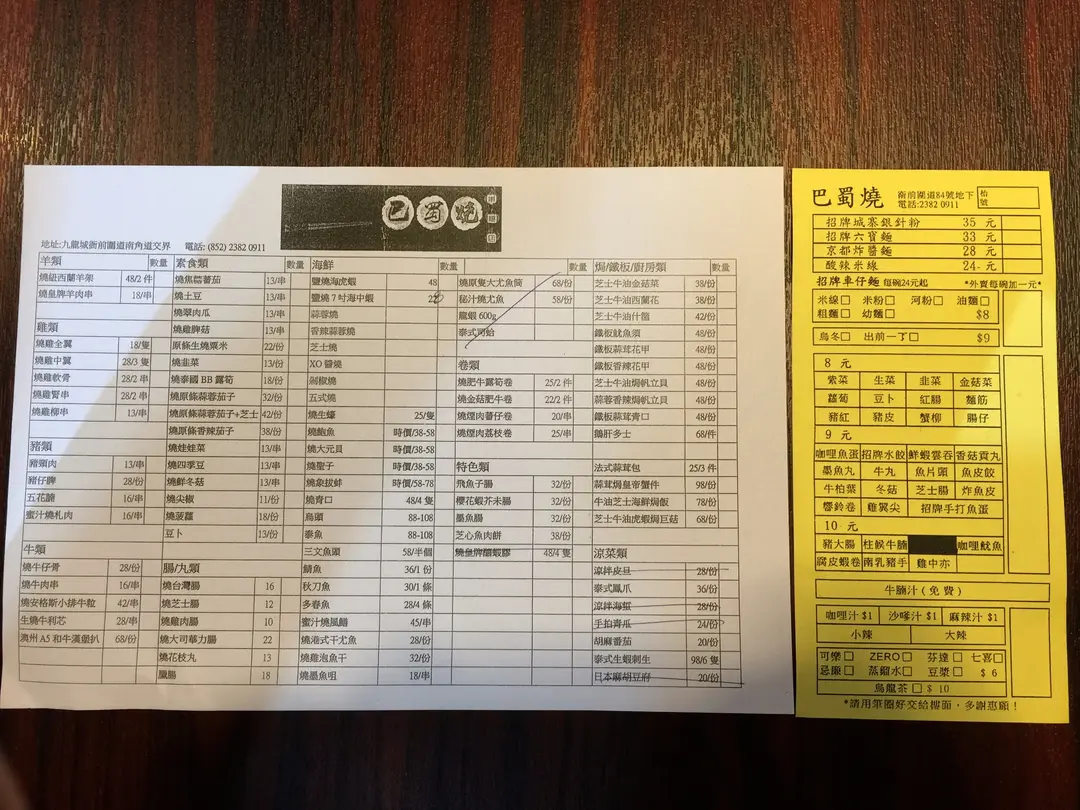 巴蜀燒
地址:九龍城衙前圍道南角道交界 電話: (852) 2382 0911
羊類 數量
燒紐西蘭羊架 48/2 件
燒皇牌羊肉串 18/串
雞類
燒雞全翼 18/隻
燒雞中翼 28/3 隻
燒雞軟骨 28/2 串
燒雞腎串 28/2 串
燒雞柳串 13/串
豬類
豬頸肉 13/串
豬仔脾 28/份
五花腩 16/串
蜜汁燒札肉 16/串
牛類
燒牛仔骨 28/份
燒牛肉串 16/串
燒安格斯小排牛粒 42/串
生燒牛利芯 28/串
澳州 A5 和牛漢堡扒 68/份
素食類 數量
燒焦糖蕃茄 13/串
燒土豆 13/串
燒翠肉瓜 13/串
燒雞脾菇 13/串
原條生燒粟米 22/份
燒韭菜 13/串
燒泰國 BB 露筍 18/份
燒原條蒜蓉茄子 32/份
燒原條蒜蓉茄子+芝士 42/份
燒原條香辣茄子 38/份
燒娃娃菜 13/串
燒四季豆 13/串
燒鮮冬菇 13/串
燒尖椒 11/份
燒菠蘿 18/份
豆卜 13/份
腸/丸類
燒台灣腸 16
燒芝士腸 12
燒雞肉腸 10
燒大司華力腸 22
燒花枝丸 13
膶腸 18
海鮮 數量
鹽燒海虎蝦 48
鹽燒 7 吋海中蝦
蒜蓉燒
香辣蒜蓉燒
芝士燒
XO 醬燒
剁椒燒
五式燒
燒生蠔 25/隻
燒鮑魚 時價/38-58
燒大元貝 時價/38-58
燒聖子 時價/38-58
燒象拔蚌 時價/58-78
燒青口 48/4 隻
烏頭 88-108
泰魚 88-108
三文魚頭 58/半個
鯖魚 36/1 份
秋刀魚 30/1 條
多春魚 28/4 條
蜜汁燒風鱔 45/串
燒港式干尤魚 28/份
燒雞泡魚干 32/份
燒墨魚咀 18/串
數量
燒原隻大尤魚筒 68/份
秘汁燒尤魚 58/份
龍蝦 600g
泰式司蛤
卷類
燒肥牛露筍卷 25/2 件
燒金菇肥牛卷 22/2 件
燒煙肉蕃仔卷 20/串
燒煙肉荔枝卷 25/串
特色類
飛魚子腸 32/份
櫻花蝦芥末腸 32/份
墨魚腸 32/份
芝心魚肉餅 38/份
燒皇牌釀蝦膠 48/4 隻
焗/鐵板/廚房類 數量
芝士牛油金菇菜 38/份
芝士牛油西蘭花 38/份
芝士牛油什菌 42/份
鐵板魷魚須 48/份
鐵板蒜茸花甲 48/份
鐵板香辣花甲 48/份
芝士牛油焗帆立貝 48/份
蒜蓉香辣焗帆立貝 48/份
鐵板蒜茸青口 48/份
鵝肝多士 68/件
法式蒜茸包 25/3 件
蒜茸焗皇帝蟹件 98/份
牛油芝士海鮮焗飯 78/份
芝士牛油虎蝦焗巨菇 68/份
涼菜類
涼拌皮旦 28/份
泰式鳳爪 36/份
涼拌海蜇 28/份
手拍青瓜 24/份
胡麻蕃茄 20/份
泰式生蝦刺生 98/6 隻
日本麻胡豆府 20/份
巴蜀燒 衙前圍道84號地下 枱號
電話:2382 0911
招牌城寨銀針粉 35 元
招牌六寶麵 33 元
京都炸醬麵 28 元
酸辣米線 24- 元
招牌車仔麵 每碗24元起 *外賣每碗加一元*
米線□ 米粉□ 河粉□ 油麵□
粗麵□ 幼麵□ $8
烏冬□ 出前一丁□ $9
8 元
紫菜 生菜 韭菜 金菇菜
蘿蔔 豆卜 紅腸 麵筋
豬紅 豬皮 蟹柳 腸仔
9 元
咖哩魚蛋 招牌水餃 鮮蝦雲吞 香菇貢丸
墨魚丸 牛丸 魚片頭 魚皮餃
牛柏葉 冬菇 芝士腸 炸魚皮
響鈴卷 雞翼尖 招牌手打魚蛋
10 元
豬大腸 柱候牛腩 咖哩魷魚
腐皮蝦卷 南乳豬手 雞中亦
牛腩汁 (免費)
咖哩汁 $1 沙嗲汁 $1 麻辣汁 $1
小辣 大辣
可樂□ ZERO□ 芬達□ 七喜□
忌廉□ 蒸餾水□ 豆漿□ $ 6
烏龍茶□ $ 10
*請用筆圈好交給樓面,多謝惠顧!